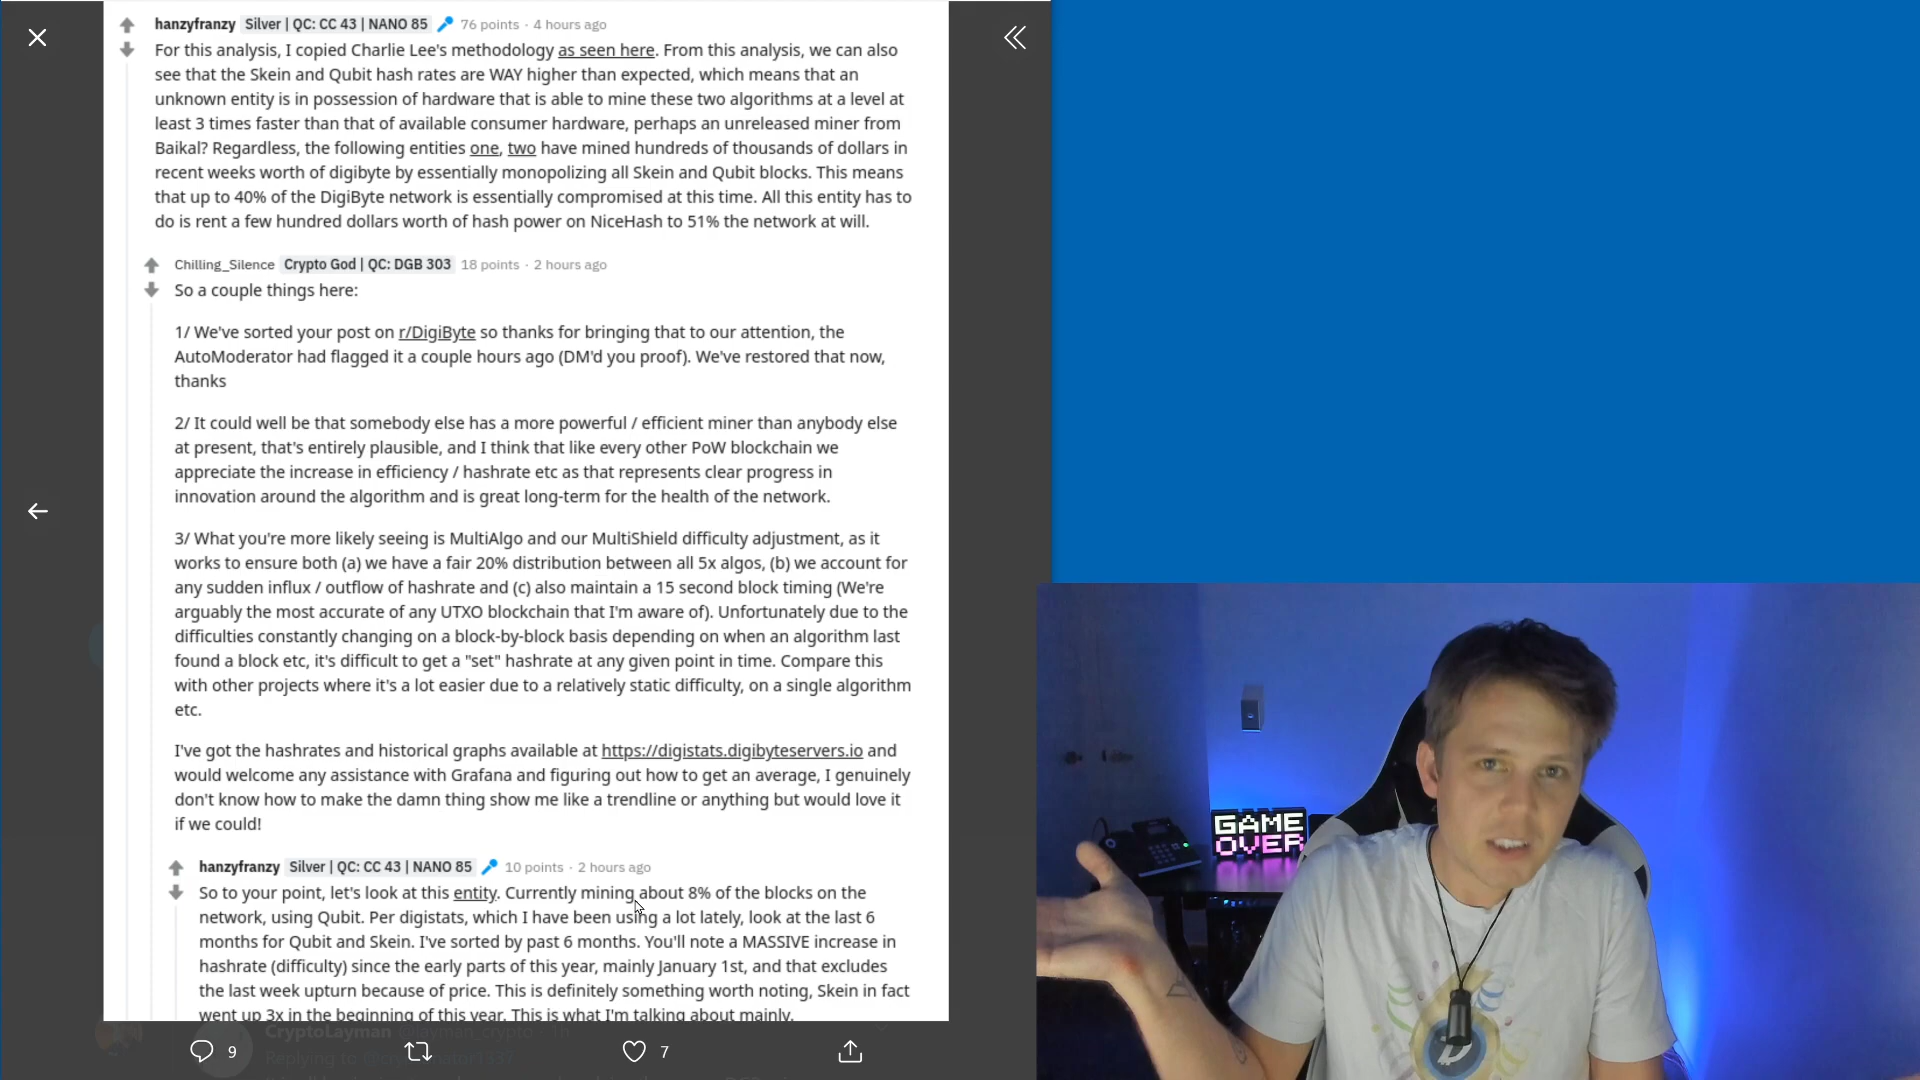 hanzyfranzy Silver | QC: CC 43 | NANO 85 76 points · 4 hours ago
For this analysis, I copied Charlie Lee's methodology as seen here. From this analysis, we can also
see that the Skein and Qubit hash rates are WAY higher than expected, which means that an
unknown entity is in possession of hardware that is able to mine these two algorithms at a level at
least 3 times faster than that of available consumer hardware, perhaps an unreleased miner from
Baikal? Regardless, the following entities one, two have mined hundreds of thousands of dollars in
recent weeks worth of digibyte by essentially monopolizing all Skein and Qubit blocks. This means
that up to 40% of the DigiByte network is essentially compromised at this time. All this entity has to
do is rent a few hundred dollars worth of hash power on NiceHash to 51% the network at will.
Chilling_Silence Crypto God | QC: DGB 303 18 points · 2 hours ago
So a couple things here:
1/ We've sorted your post on r/DigiByte so thanks for bringing that to our attention, the
AutoModerator had flagged it a couple hours ago (DM'd you proof). We've restored that now,
thanks
2/ It could well be that somebody else has a more powerful / efficient miner than anybody else
at present, that's entirely plausible, and I think that like every other PoW blockchain we
appreciate the increase in efficiency / hashrate etc as that represents clear progress in
innovation around the algorithm and is great long-term for the health of the network.
3/ What you're more likely seeing is MultiAlgo and our MultiShield difficulty adjustment, as it
works to ensure both (a) we have a fair 20% distribution between all 5x algos, (b) we account for
any sudden influx / outflow of hashrate and (c) also maintain a 15 second block timing (We're
arguably the most accurate of any UTXO blockchain that I'm aware of). Unfortunately due to the
difficulties constantly changing on a block-by-block basis depending on when an algorithm last
found a block etc, it's difficult to get a "set" hashrate at any given point in time. Compare this
with other projects where it's a lot easier due to a relatively static difficulty, on a single algorithm
etc.
I've got the hashrates and historical graphs available at https://digistats.digibyteservers.io and
would welcome any assistance with Grafana and figuring out how to get an average, I genuinely
don't know how to make the damn thing show me like a trendline or anything but would love it
if we could!
hanzyfranzy Silver | QC: CC 43 | NANO 85 10 points · 2 hours ago
So to your point, let's look at this entity. Currently mining about 8% of the blocks on the
network, using Qubit. Per digistats, which I have been using a lot lately, look at the last 6
months for Qubit and Skein. I've sorted by past 6 months. You'll note a MASSIVE increase in
hashrate (difficulty) since the early parts of this year, mainly January 1st, and that excludes
the last week upturn because of price. This is definitely something worth noting, Skein in fact
went up 3x in the beginning of this year. This is what I'm talking about mainly.
CryptoLayman @layman_crypto
Replying to
9
7
GAME
OVER